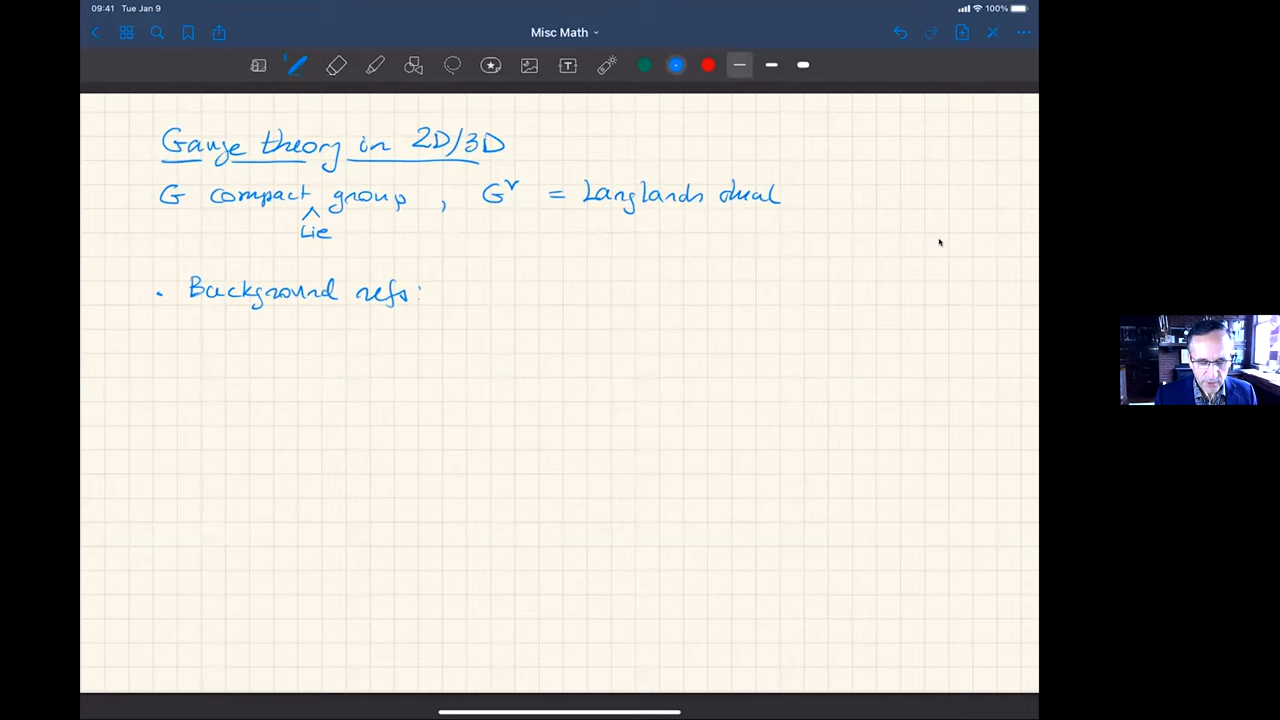 09:41 Tue Jan 9
100%
Misc Math
Gauge theory in 2D/3D
G compact group, G^v = Langlands dual
Lie
. Background refs: